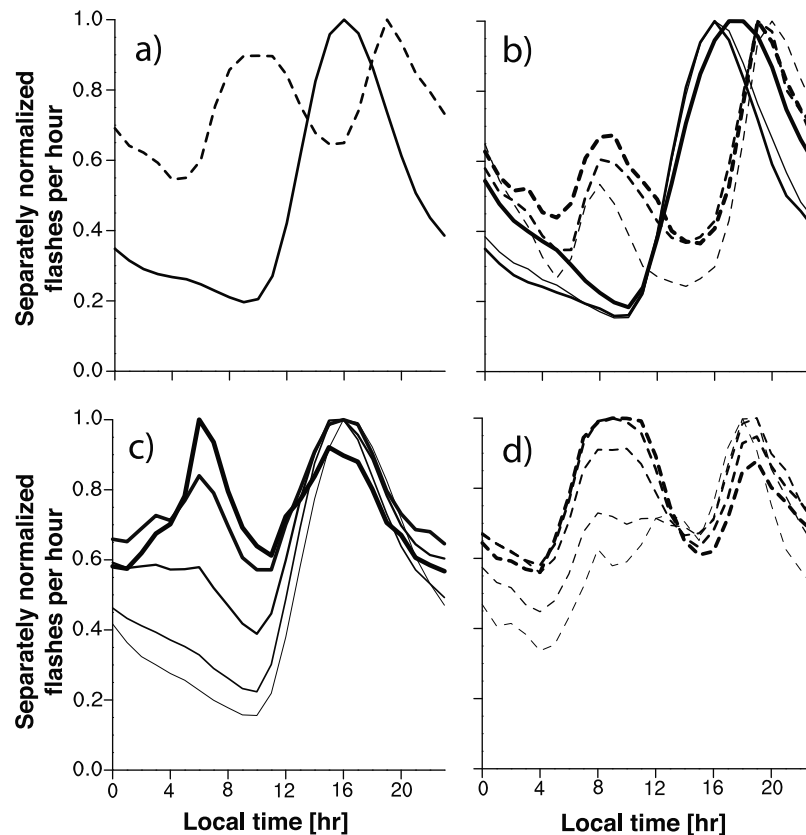 a)
b)
Separately normalized
flashes per hour
1.0
0.8
0.6
0.4
0.2
0.0
c)
d)
Separately normalized
flashes per hour
1.0
0.8
0.6
0.4
0.2
0.0
0 4 8 12 16 20
0 4 8 12 16 20
Local time [hr]
Local time [hr]